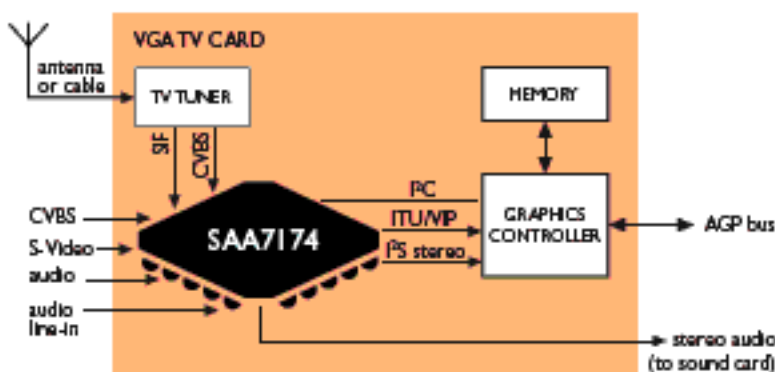 VGA TV CARD
antenna
or cable
TV TUNER
MEMORY
SIF
CVBS
I²C
CVBS
ITU/VIP
GRAPHICS
CONTROLLER
AGP bus
SAA7174
S-Video
I²S stereo
audio
audio
line-in
stereo audio
(to sound card)